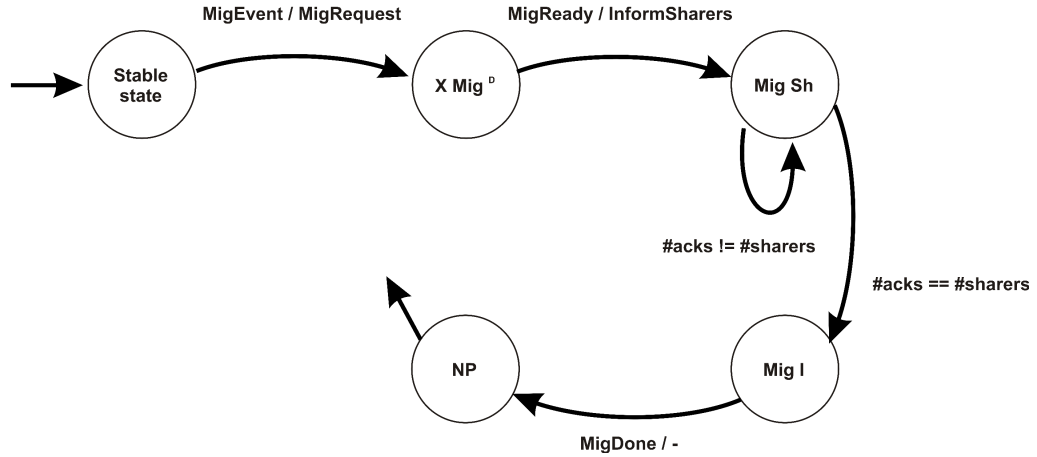 MigEvent / MigRequest
MigReady / InformSharers
Stable
state
X Mig D
Mig Sh
#acks != #sharers
#acks == #sharers
NP
Mig I
MigDone / -